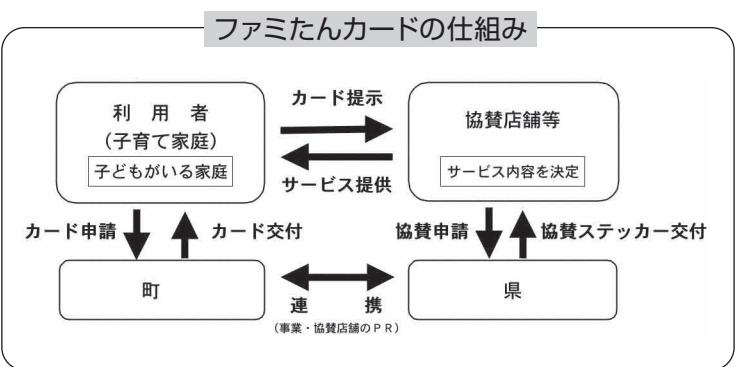 ファミたんカードの仕組み
利 用 者
(子育て家庭)
子どもがいる家庭
カード提示
サービス提供
協賛店舗等
サービス内容を決定
カード申請
カード交付
協賛申請
協賛ステッカー交付
町
連 携
(事業・協賛店舗のPR)
県